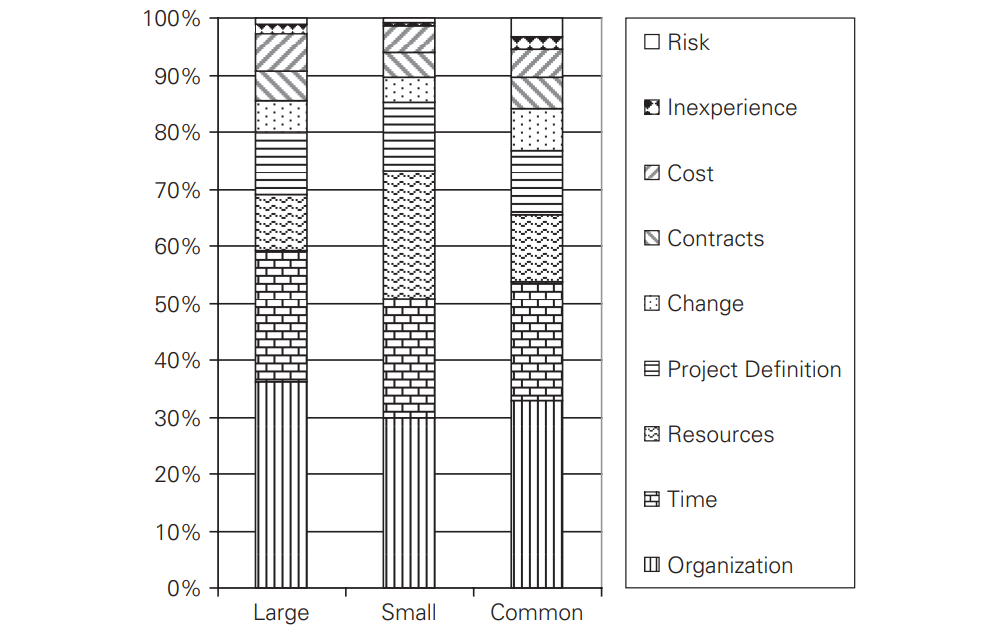 100%
90%
80%
70%
60%
50%
40%
30%
20%
10%
0%
Large Small Common
Risk
Inexperience
Cost
Contracts
Change
Project Definition
Resources
Time
Organization